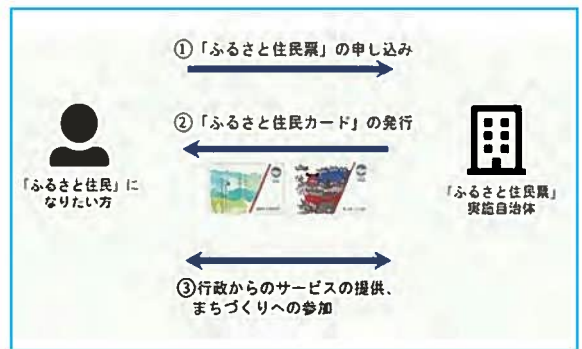 ①「ふるさと住民票」の申し込み
②「ふるさと住民カード」の発行
「ふるさと住民」に
なりたい方
「ふるさと住民票」
実施自治体
③行政からのサービスの提供、
まちづくりへの参加